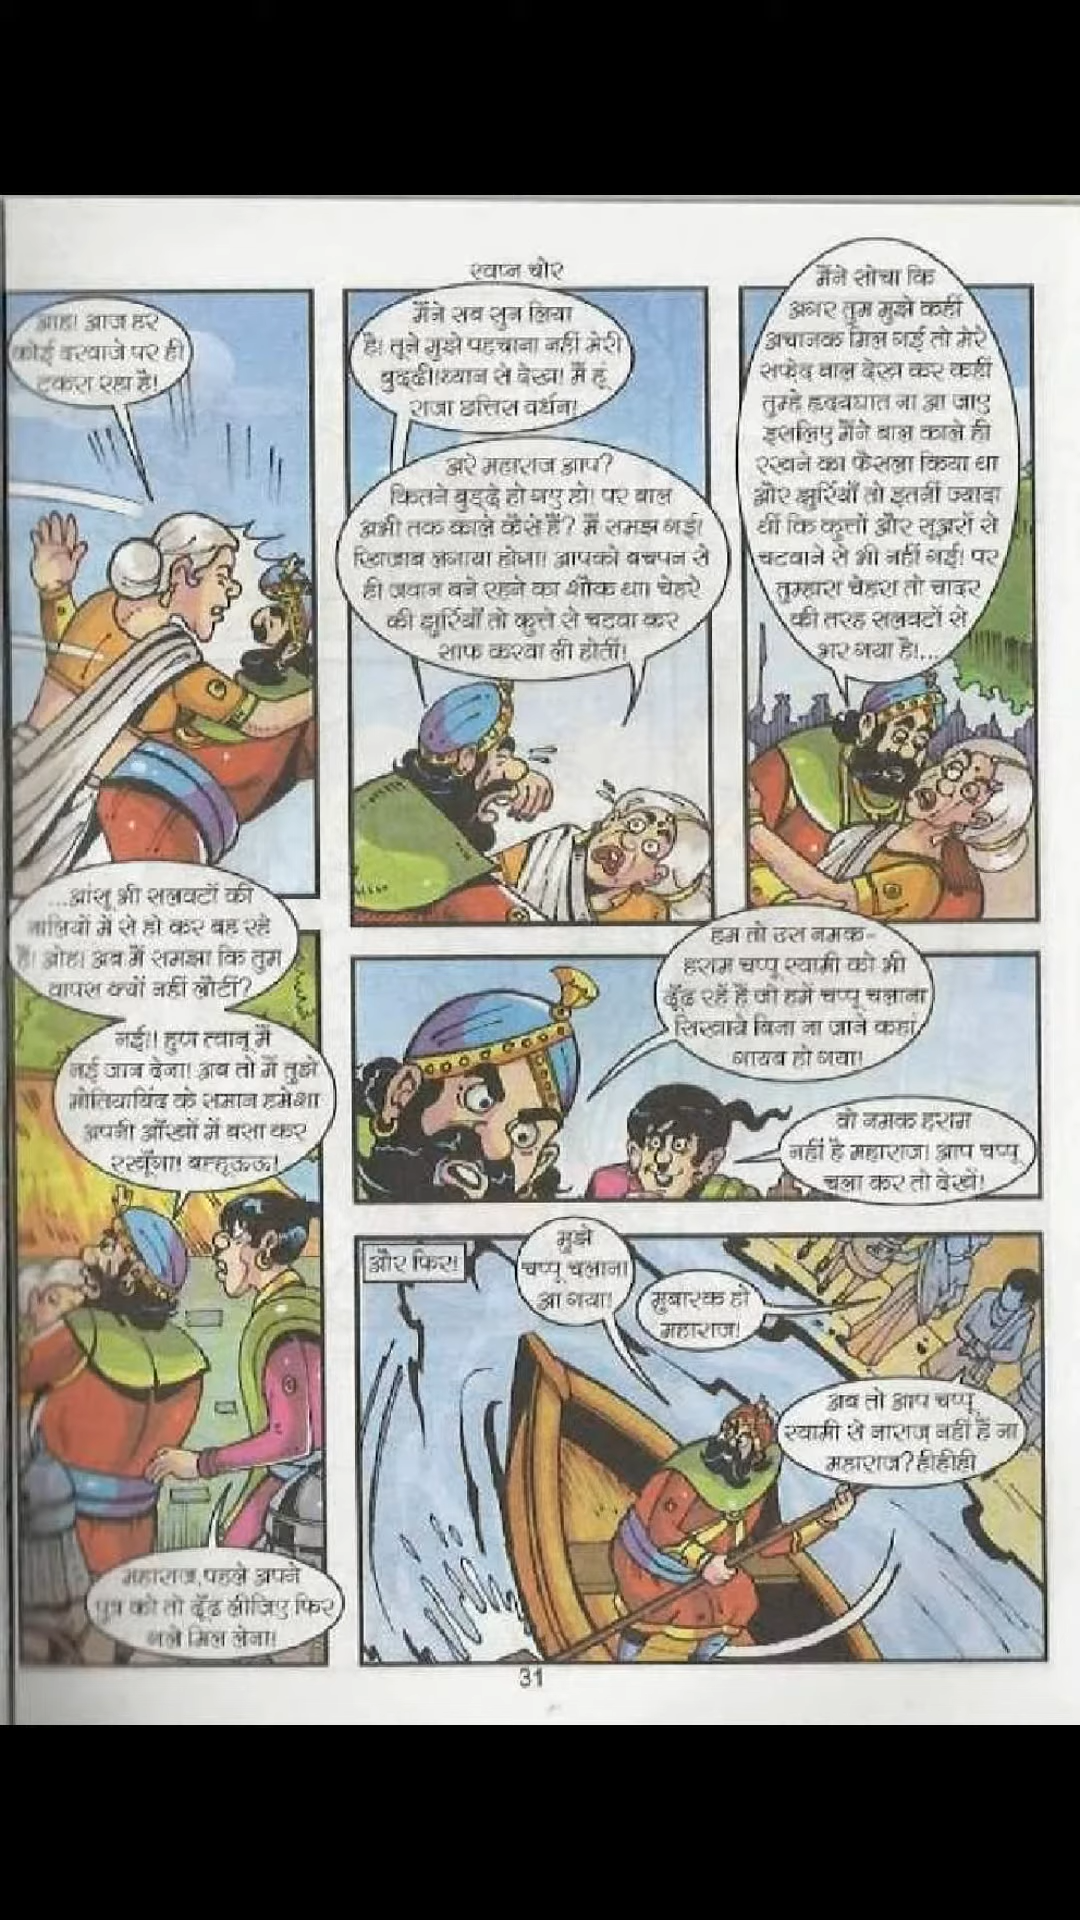 स्वप्न चोर
आह! आज हर
कोई दरवाजे पर ही
टकरा रहा है!
मैंने सब सुन लिया
है। तूने मुझे पहचाना नहीं मेरी
बुढ्ढी! ध्यान से देख! मैं हूं
राजा छत्तिस वर्धन!
अरे महाराज आप?
कितने बुड्ढे हो गए हो। पर बाल
अभी तक काले कैसे हैं? मैं समझ गई।
खिजाब लगाया होगा। आपको बचपन से
ही जवान बने रहने का शौक था। चेहरे
की झुर्रियाँ तो कुत्ते से चटवा कर
साफ करवा ली होतीं!
मैंने सोचा कि
अगर तुम मुझे कहीं
अचानक मिल गईं तो मेरे
सफेद बाल देख कर कहीं
तुम्हे हृदयघात ना आ जाए
इसलिए मैंने बाल काले ही
रखने का फैसला किया था
और झुर्रियाँ तो इतनी ज्यादा
थीं कि कुत्तों और सूअरों से
चटवाने से भी नहीं गईं। पर
तुम्हारा चेहरा तो चादर
की तरह सलवटों से
भर गया है।...
...आंसू भी सलवटों की
नालियों में से हो कर बह रहे
हैं। ओह। अब मैं समझा कि तुम
वापस क्यों नहीं लौटीं?
नई!! हुण त्वानू मैं
नई जान देना। अब तो मैं तुझे
मोतियाबिंद के समान हमेशा
अपनी आँखों में बसा कर
रखूँगा।
महाराज, पहले अपने
पुत्र को तो ढूँढ लीजिए फिर
गले मिल लेना।
हम तो उस नमक-
हराम चप्पू स्वामी को भी
ढूँढ रहें हैं जो हमें चप्पू चलाना
सिखाये बिना ना जाने कहां
गायब हो गया।
वो नमक हराम
नहीं है महाराज। आप चप्पू
चला कर तो देखें।
और फिर।
मुझे
चप्पू चलाना
आ गया!
मुबारक हो
महाराज!
अब तो आप चप्पू
स्वामी से नाराज नहीं हैं ना
महाराज? हीहीही
31